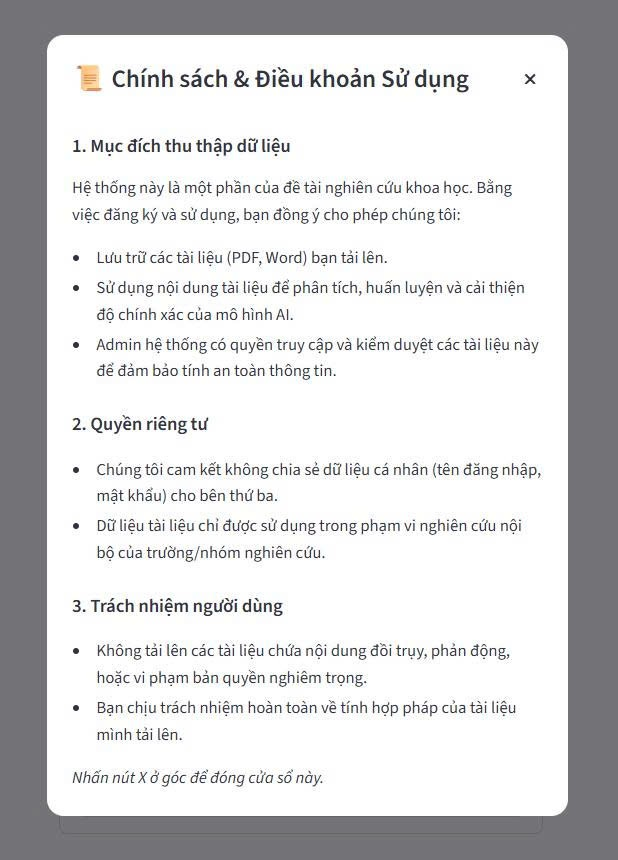 Chính sách & Điều khoản Sử dụng
1. Mục đích thu thập dữ liệu
Hệ thống này là một phần của đề tài nghiên cứu khoa học. Bằng
việc đăng ký và sử dụng, bạn đồng ý cho phép chúng tôi:
• Lưu trữ các tài liệu (PDF, Word) bạn tải lên.
• Sử dụng nội dung tài liệu để phân tích, huấn luyện và cải thiện
độ chính xác của mô hình AI.
• Admin hệ thống có quyền truy cập và kiểm duyệt các tài liệu này
để đảm bảo tính an toàn thông tin.
2. Quyền riêng tư
• Chúng tôi cam kết không chia sẻ dữ liệu cá nhân (tên đăng nhập,
mật khẩu) cho bên thứ ba.
• Dữ liệu tài liệu chỉ được sử dụng trong phạm vi nghiên cứu nội
bộ của trường/nhóm nghiên cứu.
3. Trách nhiệm người dùng
• Không tải lên các tài liệu chứa nội dung đồi trụy, phản động,
hoặc vi phạm bản quyền nghiêm trọng.
• Bạn chịu trách nhiệm hoàn toàn về tính hợp pháp của tài liệu
mình tải lên.
Nhấn nút X ở góc để đóng cửa sổ này.